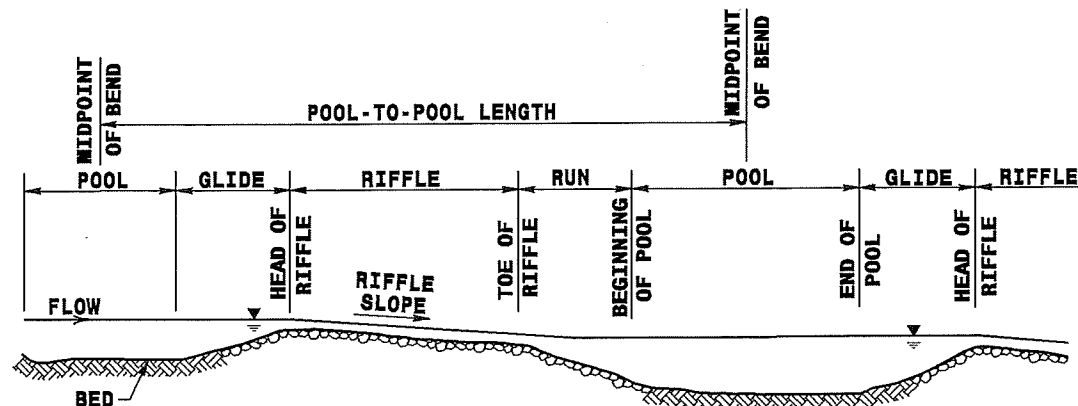 MIDPOINT
OF BEND
MIDPOINT
OF BEND
POOL-TO-POOL LENGTH
POOL
GLIDE
RIFFLE
RUN
POOL
GLIDE
RIFFLE
HEAD OF
RIFFLE
TOE OF
RIFFLE
BEGINNING
OF POOL
END OF
POOL
HEAD OF
RIFFLE
RIFFLE
SLOPE
FLOW
BED